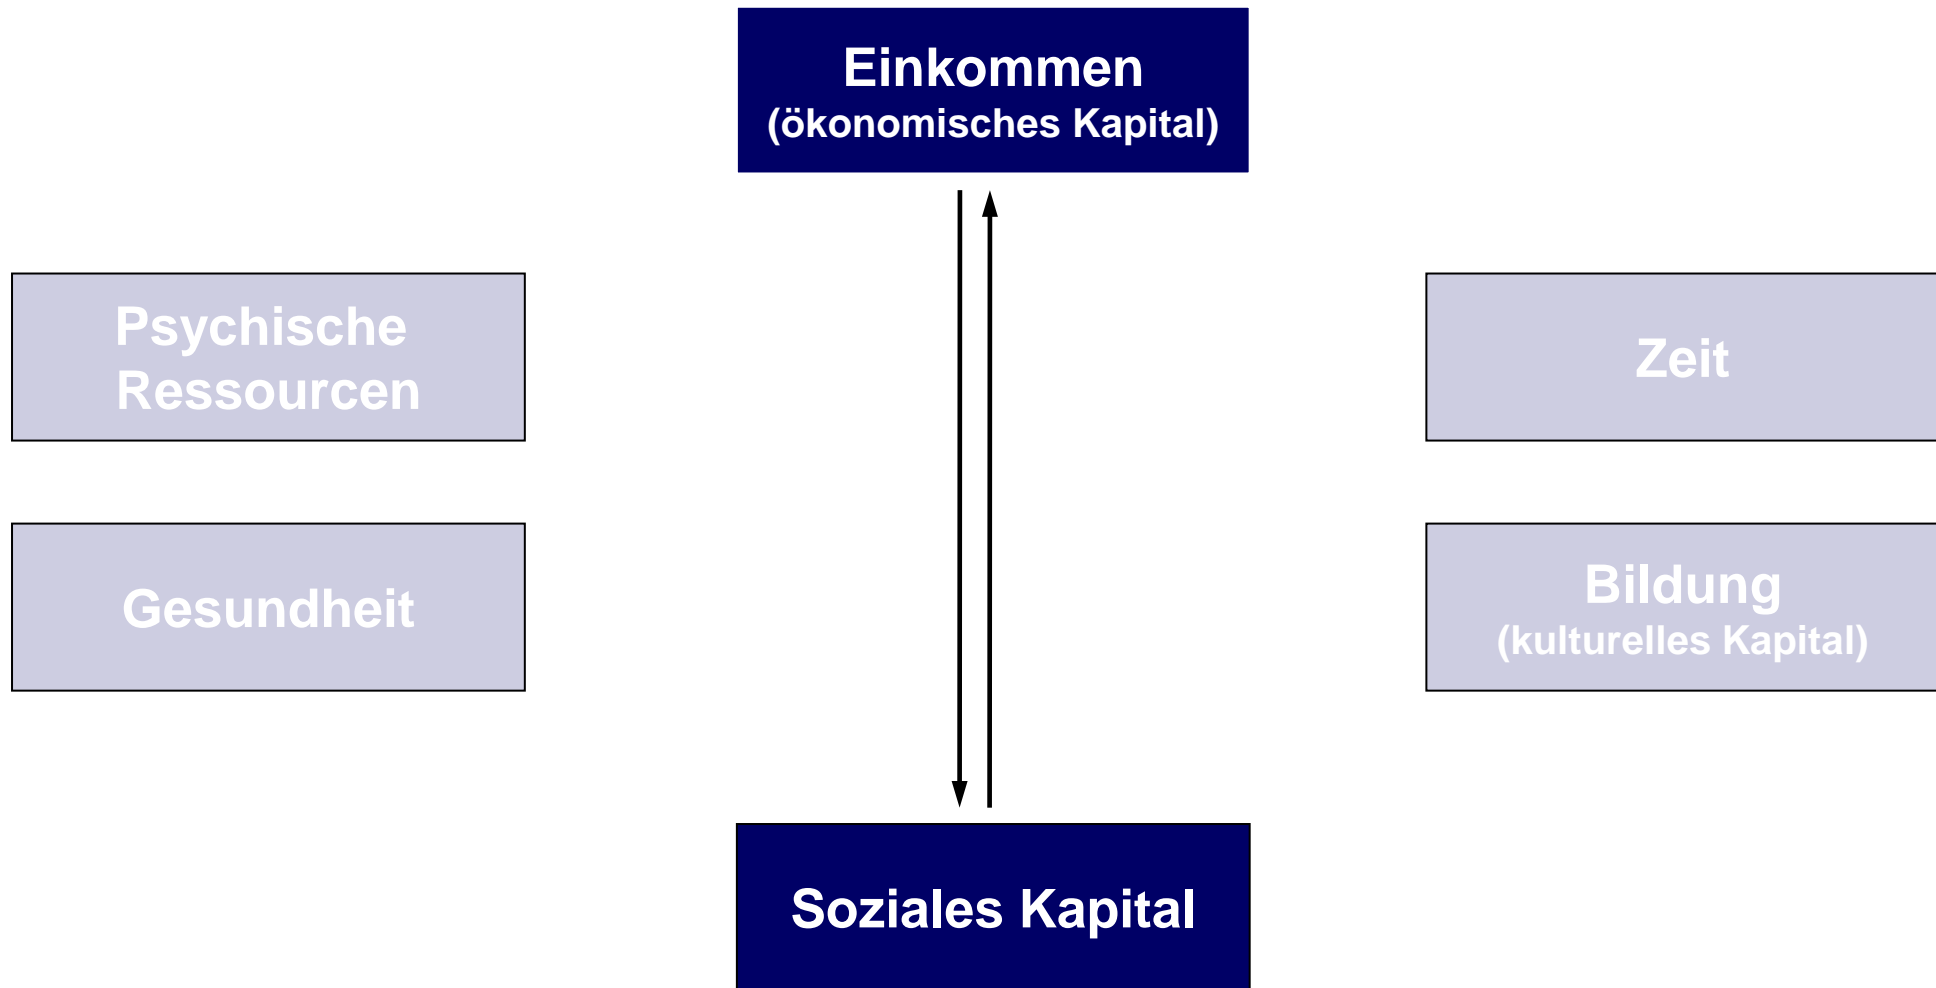 Einkommen
(ökonomisches Kapital)
Psychische
Ressourcen
Zeit
Gesundheit
Bildung
(kulturelles Kapital)
Soziales Kapital